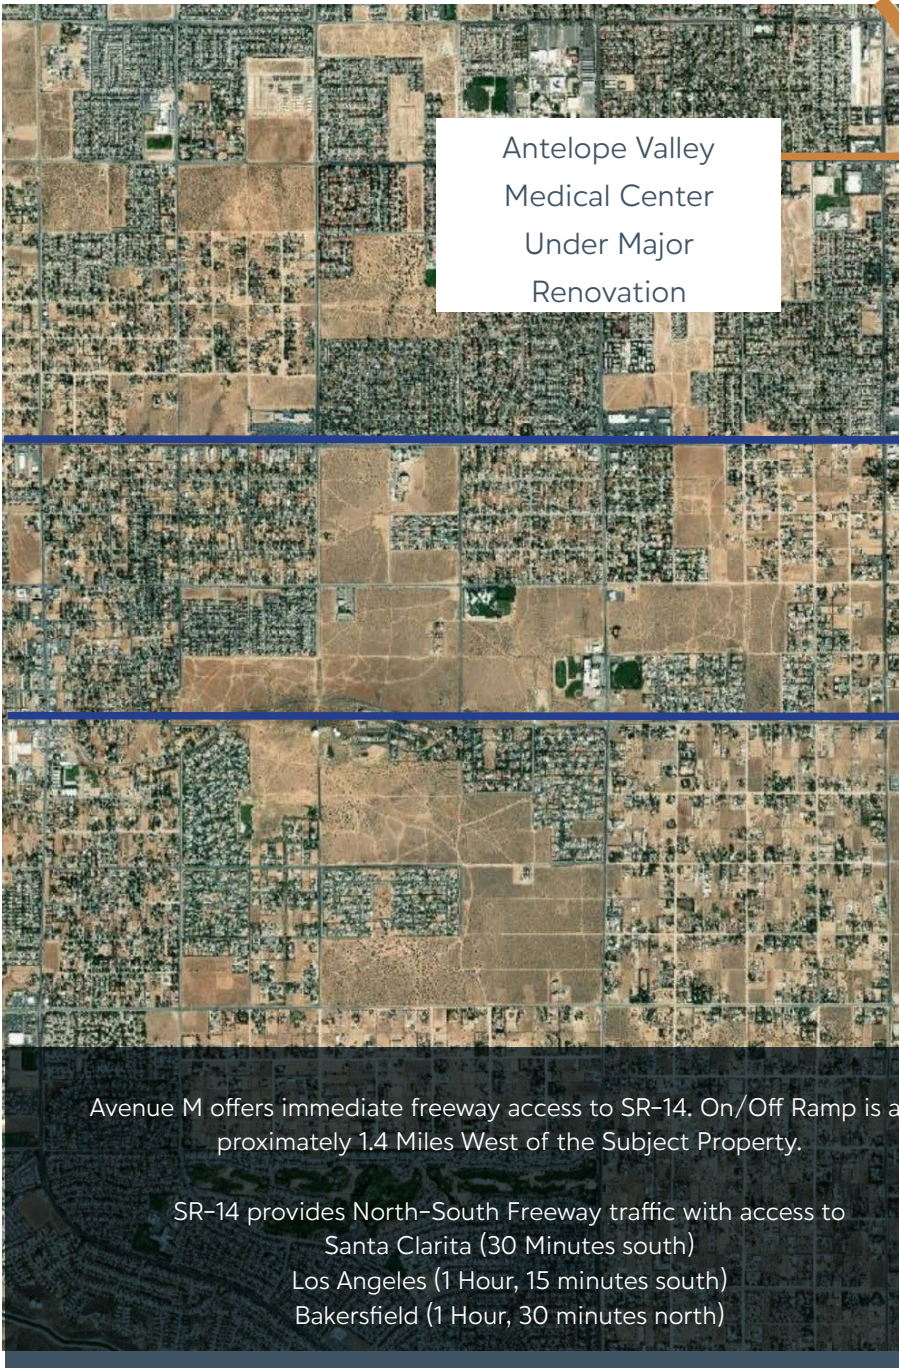 Antelope Valley
Medical Center
Under Major
Renovation
Avenue M offers immediate freeway access to SR-14. On/Off Ramp is a
proximately 1.4 Miles West of the Subject Property.
SR-14 provides North-South Freeway traffic with access to
Santa Clarita (30 Minutes south)
Los Angeles (1 Hour, 15 minutes south)
Bakersfield (1 Hour, 30 minutes north)